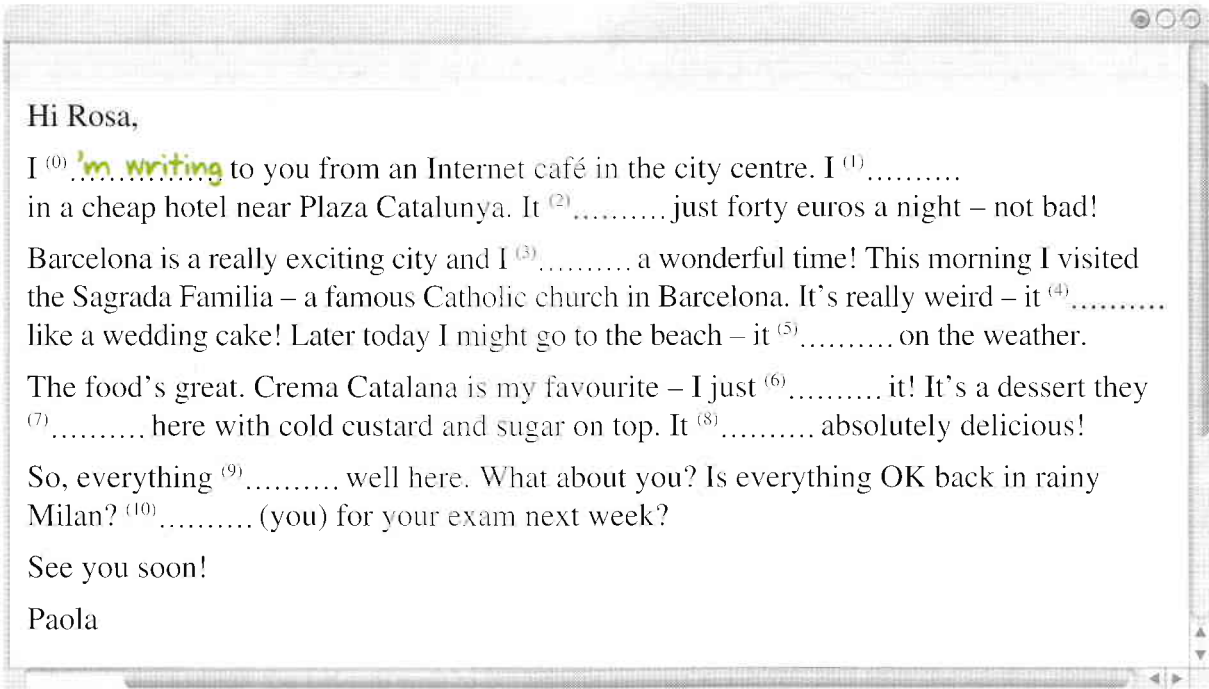 Hi Rosa,
I (0) 'm writing to you from an Internet café in the city centre. I (1) ..........
in a cheap hotel near Plaza Catalunya. It (2) .......... just forty euros a night – not bad!
Barcelona is a really exciting city and I (3) .......... a wonderful time! This morning I visited
the Sagrada Familia – a famous Catholic church in Barcelona. It's really weird – it (4) ..........
like a wedding cake! Later today I might go to the beach – it (5) .......... on the weather.
The food's great. Crema Catalana is my favourite – I just (6) .......... it! It's a dessert they
(7) .......... here with cold custard and sugar on top. It (8) .......... absolutely delicious!
So, everything (9) .......... well here. What about you? Is everything OK back in rainy
Milan? (10) .......... (you) for your exam next week?
See you soon!
Paola